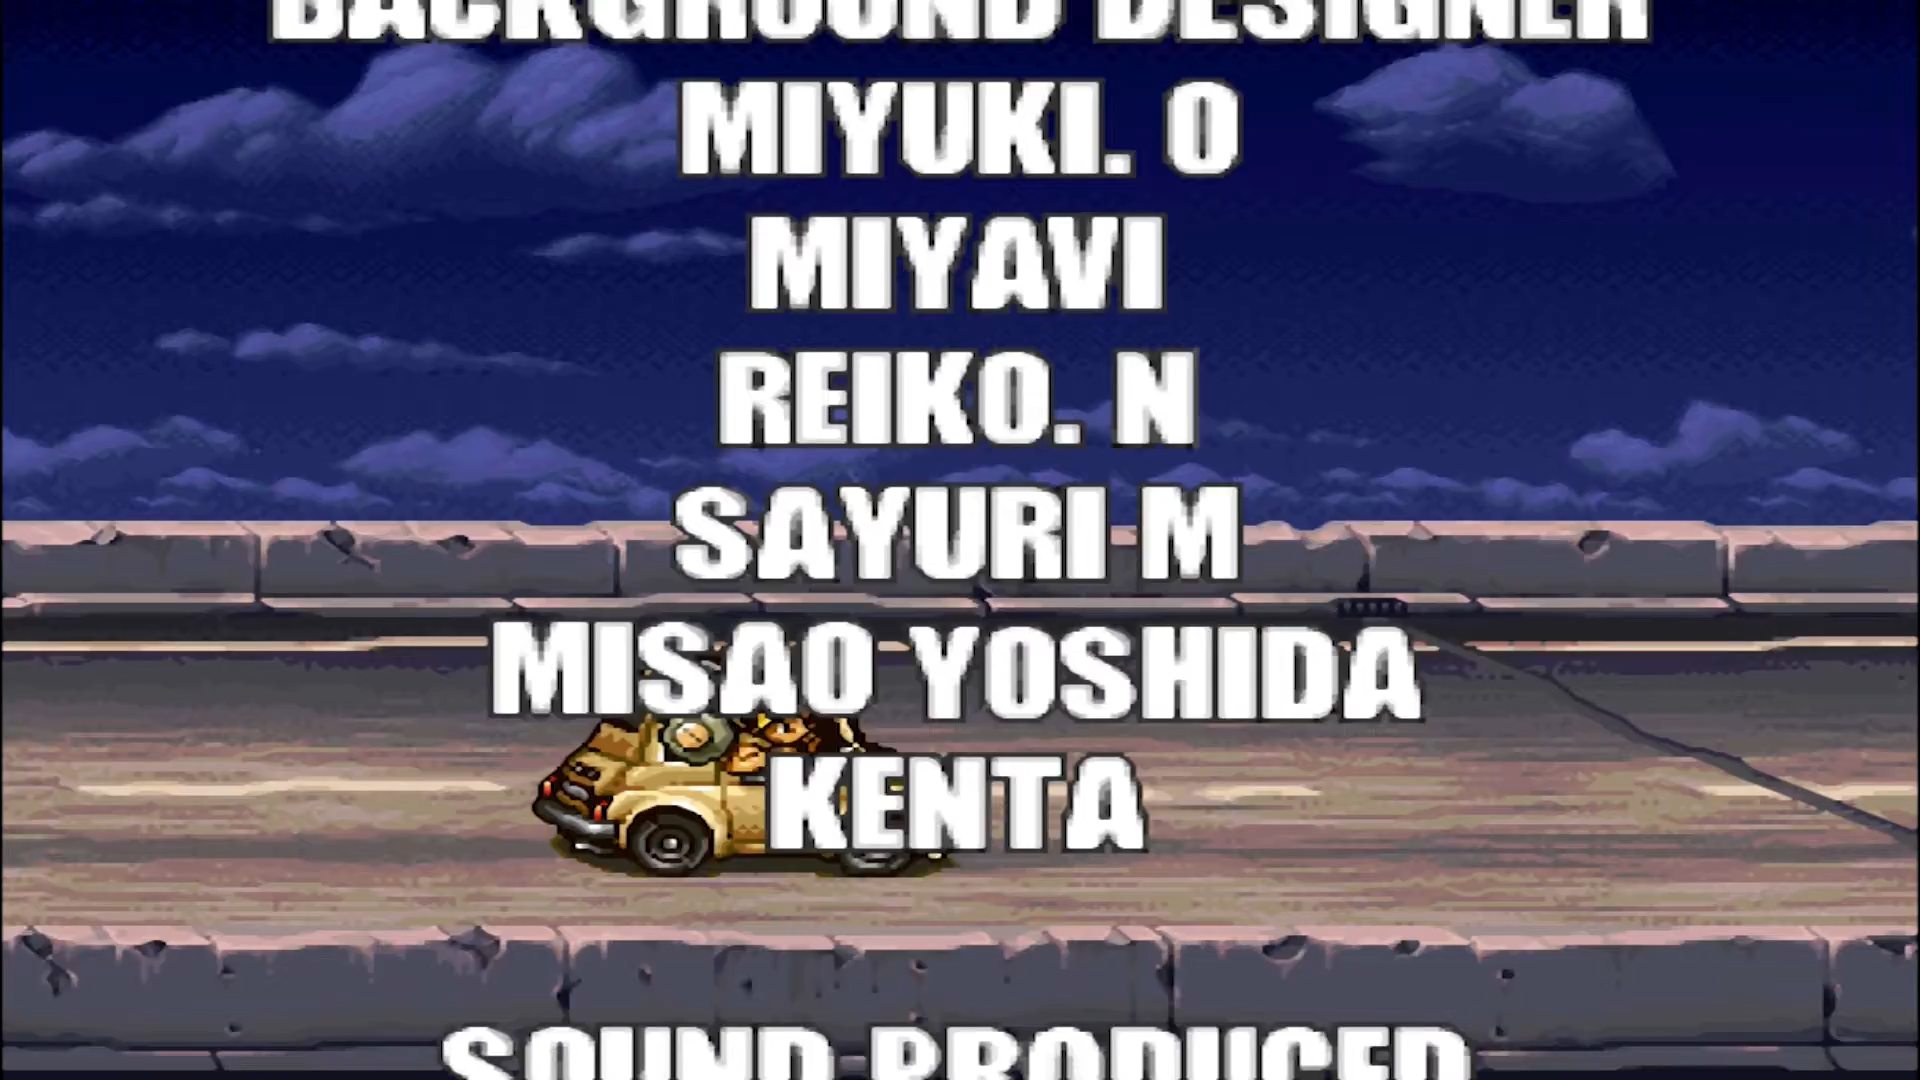 BACKGROUND DESIGNER
MIYUKI. O
MIYAVI
REIKO. N
SAYURI M
MISAO YOSHIDA
KENTA
SOUND PRODUCED